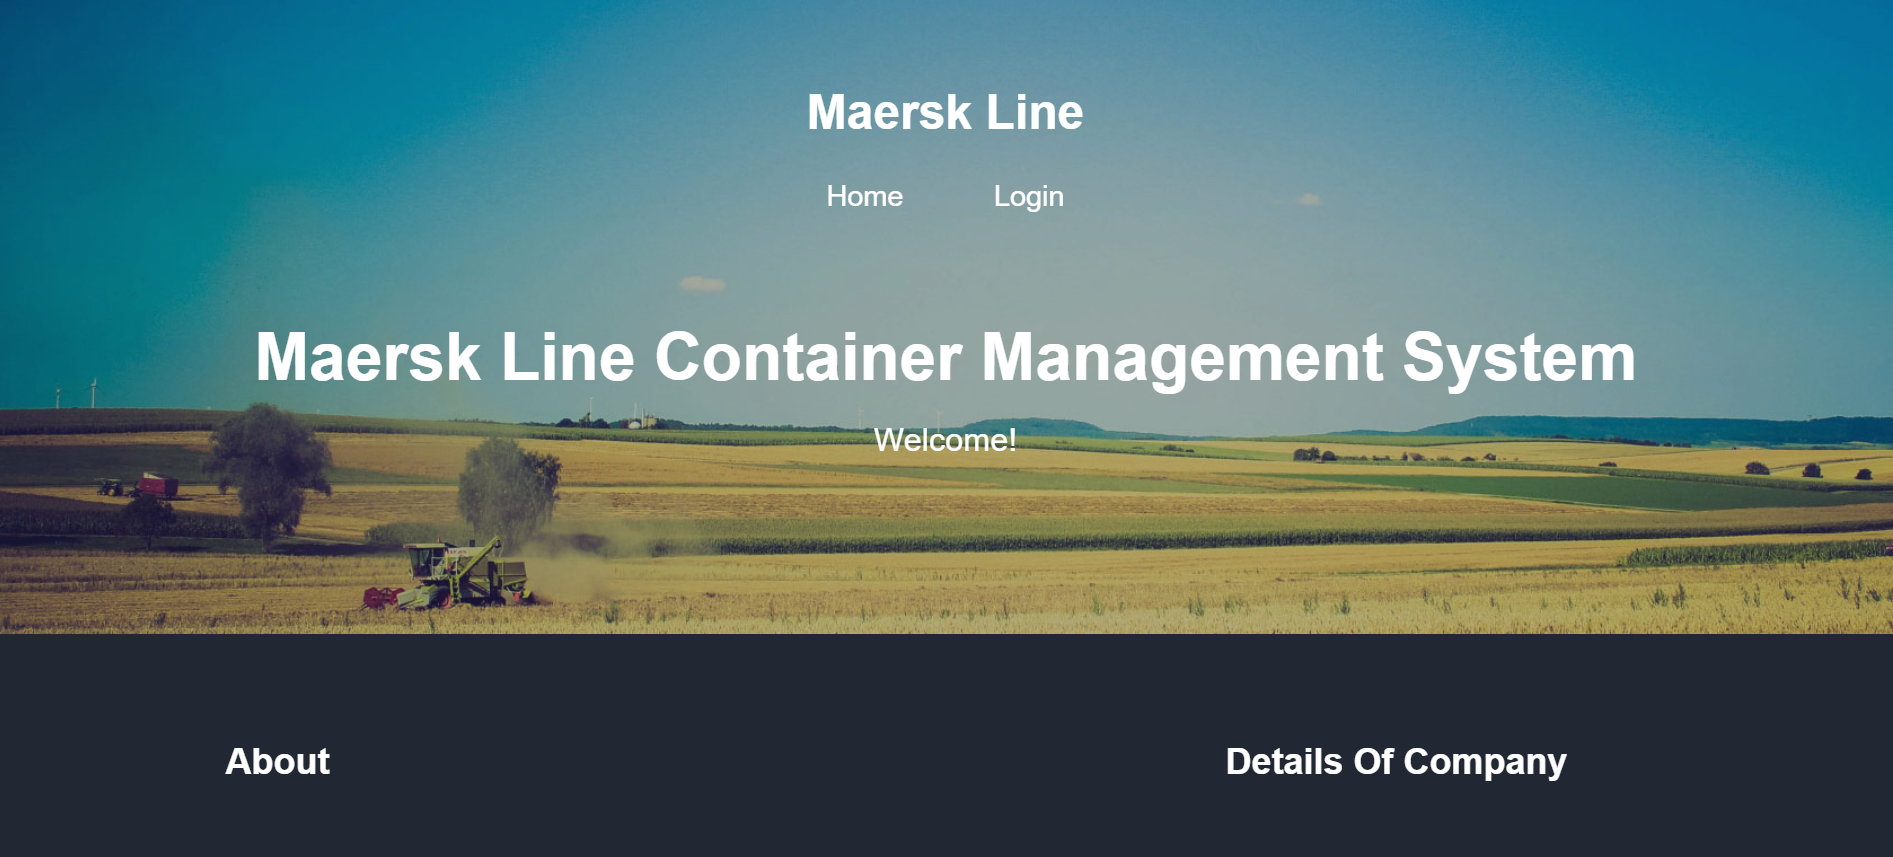 Maersk Line
Home Login
Maersk Line Container Management System
Welcome!
About
Details Of Company